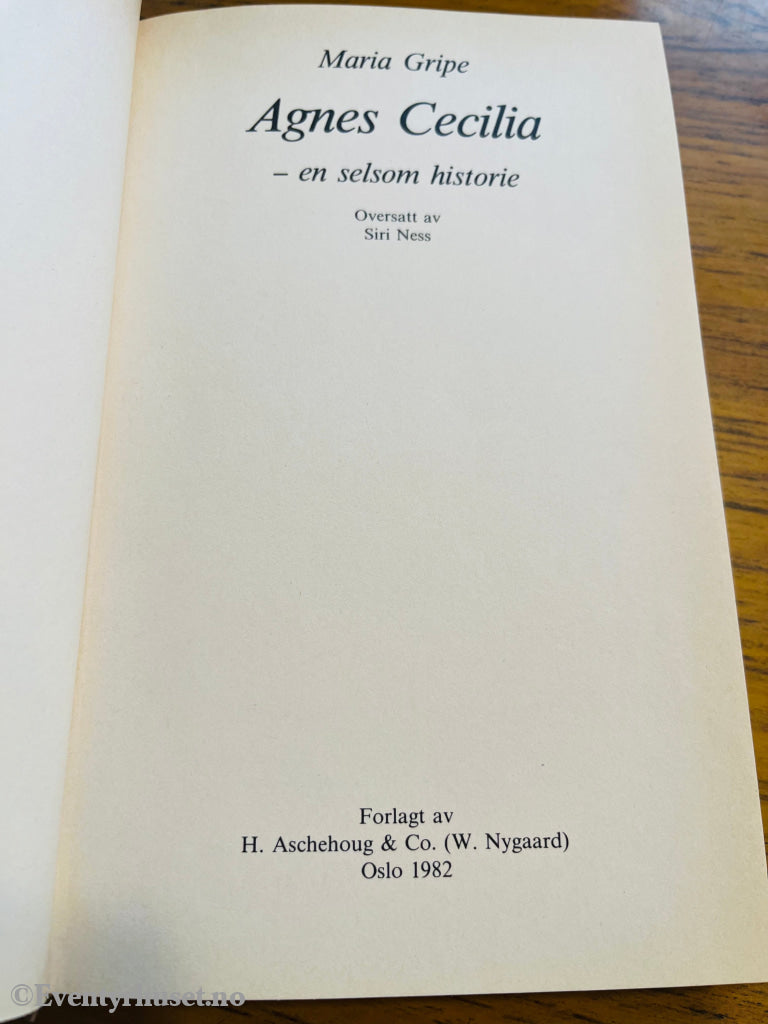 Maria Gripe
Agnes Cecilia
– en selsom historie
Oversatt av
Siri Ness
Forlagt av
H. Aschehoug & Co. (W. Nygaard)
Oslo 1982
©Eventyrhuset.no